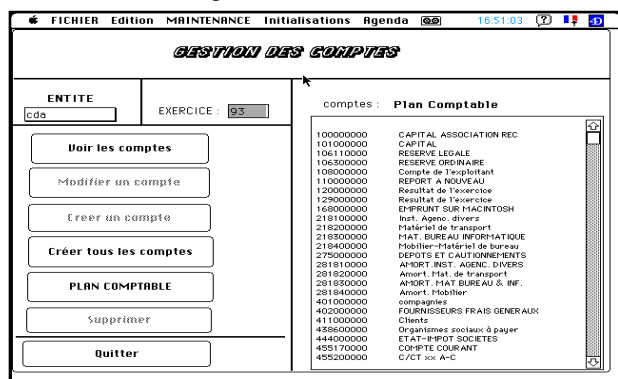 FICHIER Edition MAINTENANCE Initialisations Agenda 16:51:03
GESTION DES COMPTES
ENTITE
cda
EXERCICE : 93
Voir les comptes
Modifier un compte
Creer un compte
Créer tous les comptes
PLAN COMPTABLE
Supprimer
Quitter
comptes : Plan Comptable
100000000 CAPITAL ASSOCIATION REC
101000000 CAPITAL
106110000 RESERVE LEGALE
106300000 RESERVE ORDINAIRE
108000000 Compte de l'exploitant
110000000 REPORT A NOUVEAU
120000000 Resultat de l'exercice
129000000 Resultat de l'exercice
168000000 EMPRUNT SUR MACINTOSH
218100000 Inst. Agenc. divers
218200000 Matériel de transport
218300000 MAT. BUREAU INFORMATIQUE
218400000 Mobilier-Matériel de bureau
275000000 DEPOTS ET CAUTIONNEMENTS
281810000 AMORT.INST. AGENC. DIVERS
281820000 Amort. Mat. de transport
281830000 AMORT. MAT BUREAU & INF.
281840000 Amort. Mobilier
401000000 compagnies
402000000 FOURNISSEURS FRAIS GENERAUX
411000000 Clients
438600000 Organismes sociaux à payer
444000000 ETAT-IMPOT SOCIETES
455170000 COMPTE COURANT
455200000 C/CT xx A-C